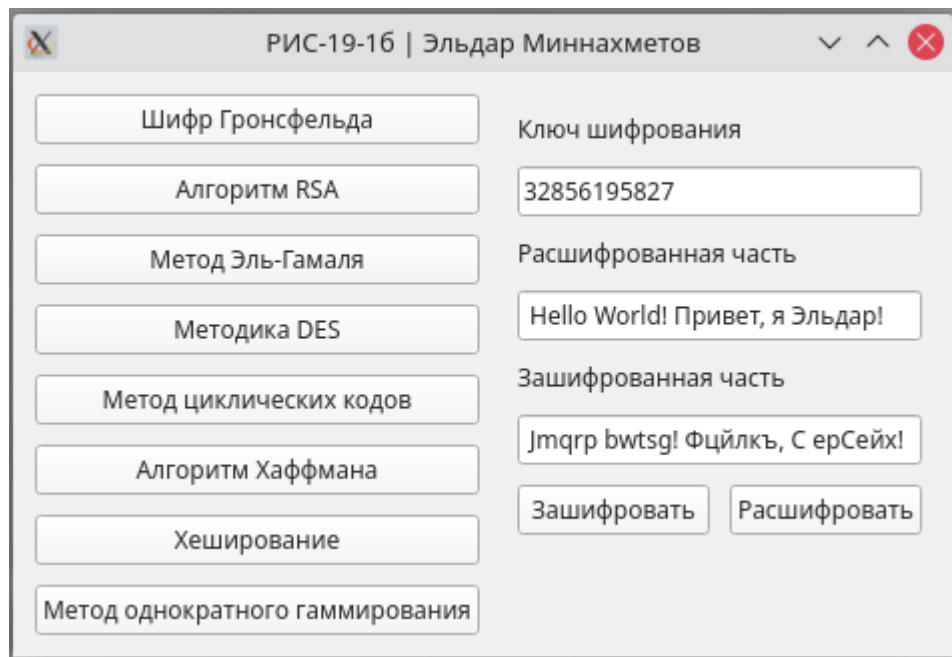 РИС-19-1б | Эльдар Миннахметов
Шифр Гронсфельда
Алгоритм RSA
Метод Эль-Гамаля
Методика DES
Метод циклических кодов
Алгоритм Хаффмана
Хеширование
Метод однократного гаммирования
Ключ шифрования
32856195827
Расшифрованная часть
Hello World! Привет, я Эльдар!
Зашифрованная часть
Jmqrp bwtsg! Фцйлкъ, С ерСейх!
Зашифровать
Расшифровать